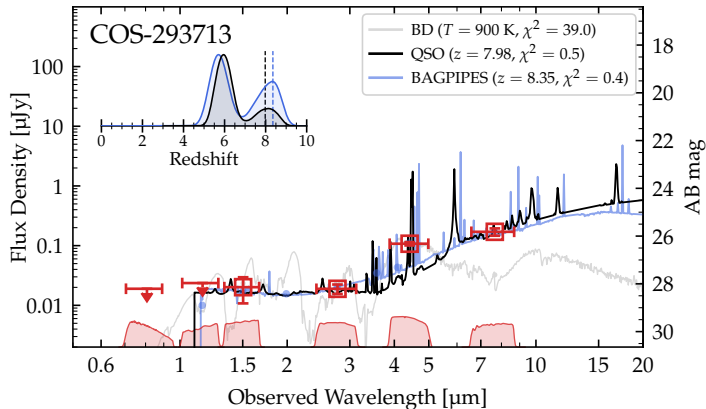 COS-293713
BD (T = 900 K, χ² = 39.0)
QSO (z = 7.98, χ² = 0.5)
BAGPIPES (z = 8.35, χ² = 0.4)
100
10
1
0.1
0.01
Flux Density [μJy]
0 2 4 6 8 10
Redshift
18
20
22
24
26
28
30
AB mag
0.6 1 1.5 2 3 4 5 7 10 15 20
Observed Wavelength [μm]